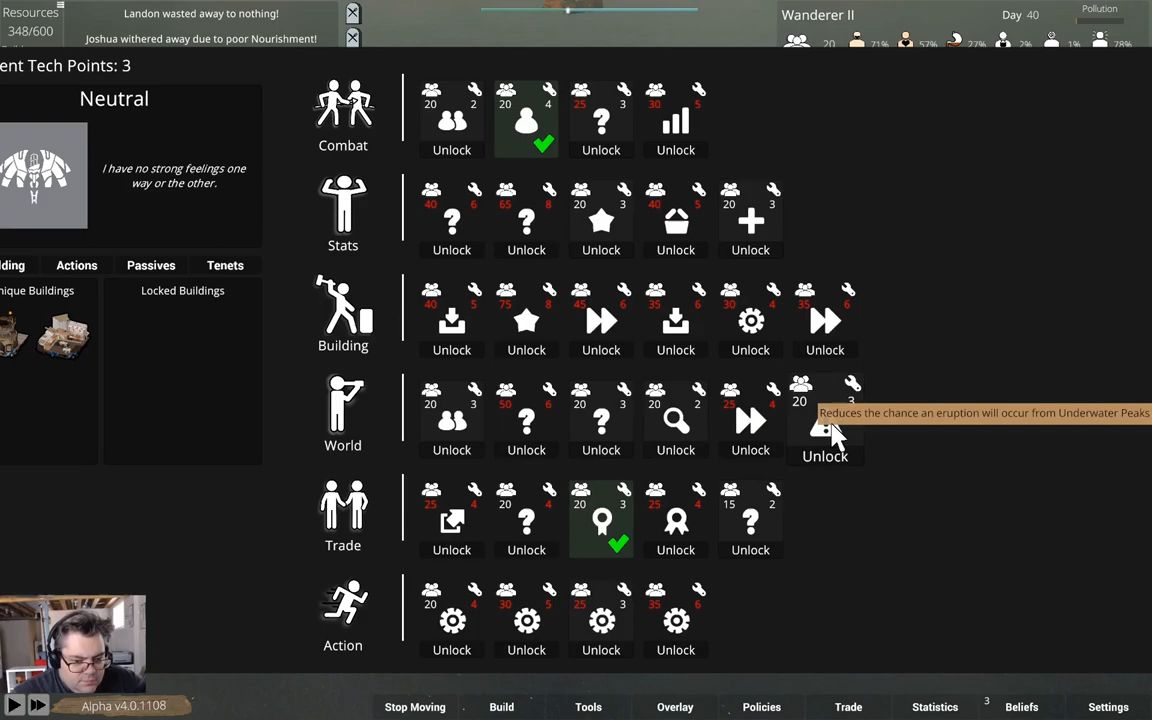 Resources
348/600
Landon wasted away to nothing!
Joshua withered away due to poor Nourishment!
Wanderer II
Day 40
Pollution
20 71% 57% 27% 2% 1% 78%
ent Tech Points: 3
Neutral
I have no strong feelings one
way or the other.
lding Actions Passives Tenets
nique Buildings Locked Buildings
Combat
20 2 20 4 25 3 30 5
Unlock Unlock Unlock Unlock
Stats
40 6 65 8 20 3 40 5 20 3
Unlock Unlock Unlock Unlock Unlock
Building
40 5 75 8 45 6 35 6 30 4 35 6
Unlock Unlock Unlock Unlock Unlock Unlock
World
20 3 50 6 20 3 20 2 25 4 20 3
Reduces the chance an eruption will occur from Underwater Peaks
Unlock Unlock Unlock Unlock Unlock Unlock
Trade
25 4 20 4 20 3 25 4 15 2
Unlock Unlock Unlock Unlock Unlock
Action
20 4 30 5 25 3 35 6
Unlock Unlock Unlock Unlock
Alpha v4.0.1108
Stop Moving Build Tools Overlay Policies Trade Statistics 3 Beliefs Settings